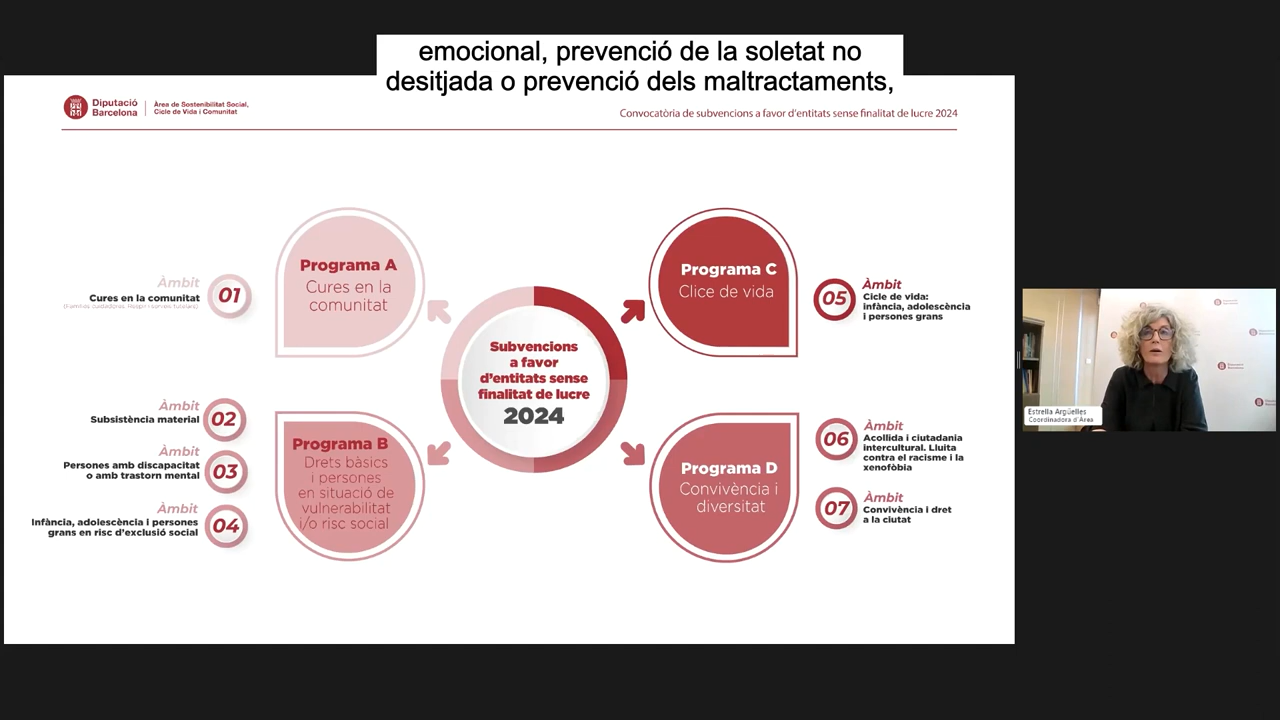 emocional, prevenció de la soletat no
desitjada o prevenció dels maltractaments,
Diputació
Barcelona
Àrea de Sostenibilitat Social,
Cicle de Vida i Comunitat
Convocatòria de subvencions a favor d'entitats sense finalitat de lucre 2024
Àmbit
01
Cures en la comunitat
Programa A
Cures en la
comunitat
Programa C
Clice de vida
05
Àmbit
Cicle de vida:
infància, adolescència
i persones grans
Subvencions
a favor
d'entitats sense
finalitat de lucre
2024
Àmbit
02
Subsistència material
Àmbit
03
Persones amb discapacitat
o amb trastorn mental
Àmbit
04
Infància, adolescència i persones
grans en risc d'exclusió social
Programa B
Drets bàsics
i persones
en situació de
vulnerabilitat
i/o risc social
Programa D
Convivència i
diversitat
06
Àmbit
Acollida i ciutadania
intercultural. Lluita
contra el racisme i la
xenofòbia
07
Àmbit
Convivència i dret
a la ciutat
Estrella Argüelles
Coordinadora d'Àrea